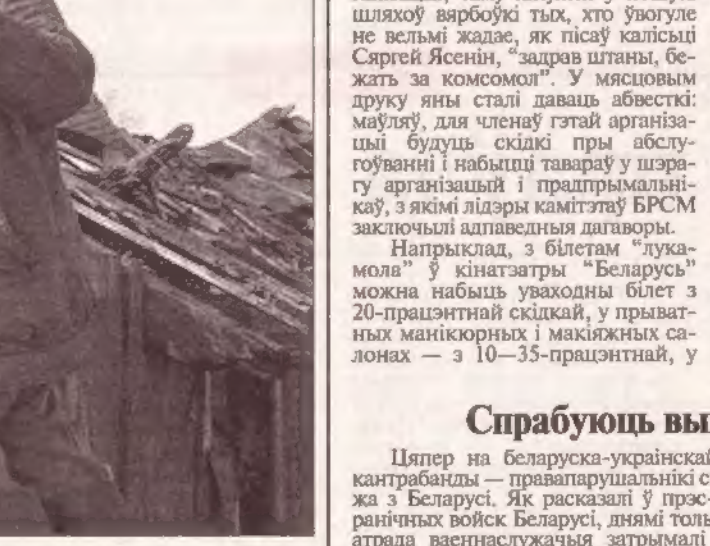 шляхоў вярбоўкі тых, хто ўвогуле
не вельмі жадае, як пісаў калісьці
Сяргей Ясенін, “задрав штаны, бе-
жать за комсомол”. У мясцовым
друку яны сталі даваць абвесткі:
маўляў, для членаў гэтай арганіза-
цыі будуць скідкі пры абслу-
гоўванні і набыцці тавараў у шэра-
гу арганізацый і прадпрымальні-
каў, з якімі лідэры камітэтаў БРСМ
заключылі адпаведныя дагаворы.
Напрыклад, з білетам “лука-
мола” ў кінатэатры “Беларусь”
можна набыць уваходны білет з
20-працэнтнай скідкай, у прыват-
ных манікюрных і макіяжных са-
лонах — з 10—35-працэнтнай, у
Спрабуюць вы
Цяпер на беларуска-украінскай
кантрабанды — правапарушальнікі с
жа з Беларусі. Як расказалі ў прэс-
ранічных войск Беларусі, днямі толь
атрада ваеннаслужачыя затрымалі